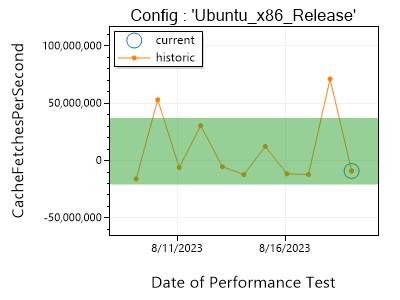 Config : 'Ubuntu_x86_Release'
current
historic
100,000,000
50,000,000
0
-50,000,000
CacheFetchesPerSecond
8/11/2023
8/16/2023
Date of Performance Test